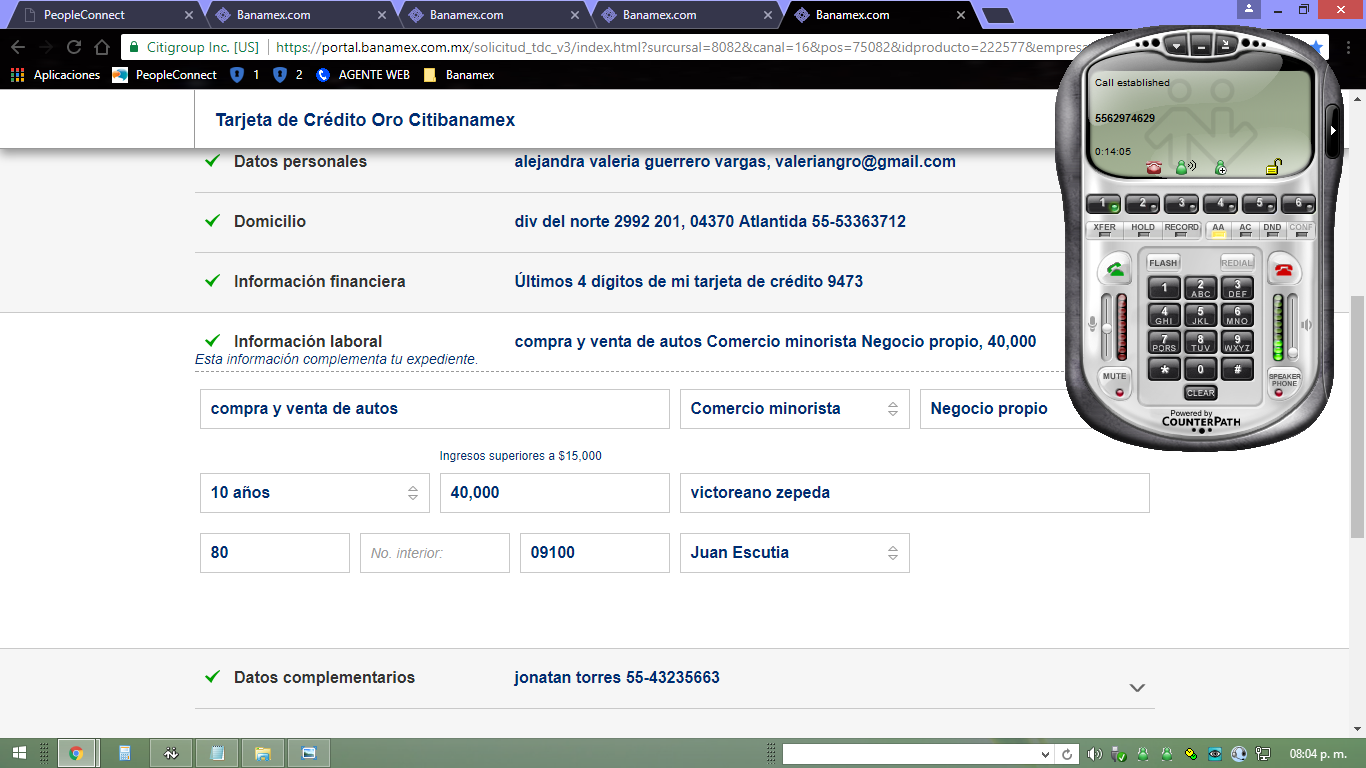 PeopleConnect
Banamex.com
Banamex.com
Banamex.com
Banamex.com
Citigroup Inc. [US]
https://portal.banamex.com.mx/solicitud_tdc_v3/index.html?surcursal=8082&canal=16&pos=75082&idproducto=222577&empres
Aplicaciones
PeopleConnect
1
2
AGENTE WEB
Banamex
Tarjeta de Crédito Oro Citibanamex
Datos personales
alejandra valeria guerrero vargas, valeriangro@gmail.com
Domicilio
div del norte 2992 201, 04370 Atlantida 55-53363712
Información financiera
Últimos 4 dígitos de mi tarjeta de crédito 9473
Información laboral
compra y venta de autos Comercio minorista Negocio propio, 40,000
Esta información complementa tu expediente.
compra y venta de autos
Comercio minorista
Negocio propio
Ingresos superiores a $15,000
10 años
40,000
victoreano zepeda
80
No. interior:
09100
Juan Escutia
Datos complementarios
jonatan torres 55-43235663
Call established
5562974629
0:14:05
1 2 3 4 5 6
XFER HOLD RECORD AA AC DND CONF
FLASH REDIAL
1 2 ABC 3 DEF
4 GHI 5 JKL 6 MNO
7 PQRS 8 TUV 9 WXYZ
* 0 #
MUTE
SPEAKER PHONE
CLEAR
Powered by
COUNTERPATH
08:04 p. m.